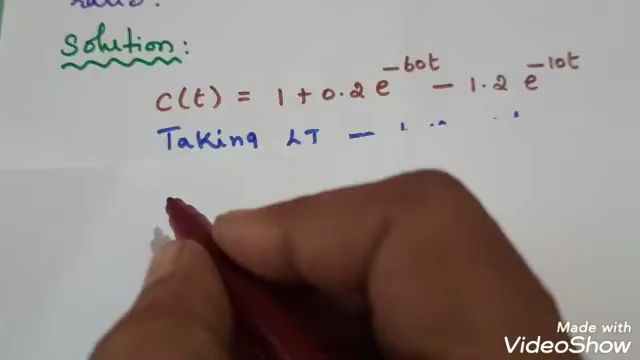 Solution:
c(t) = 1 + 0.2 e^{-60t} - 1.2 e^{-10t}
Taking LT —
Made with
VideoShow